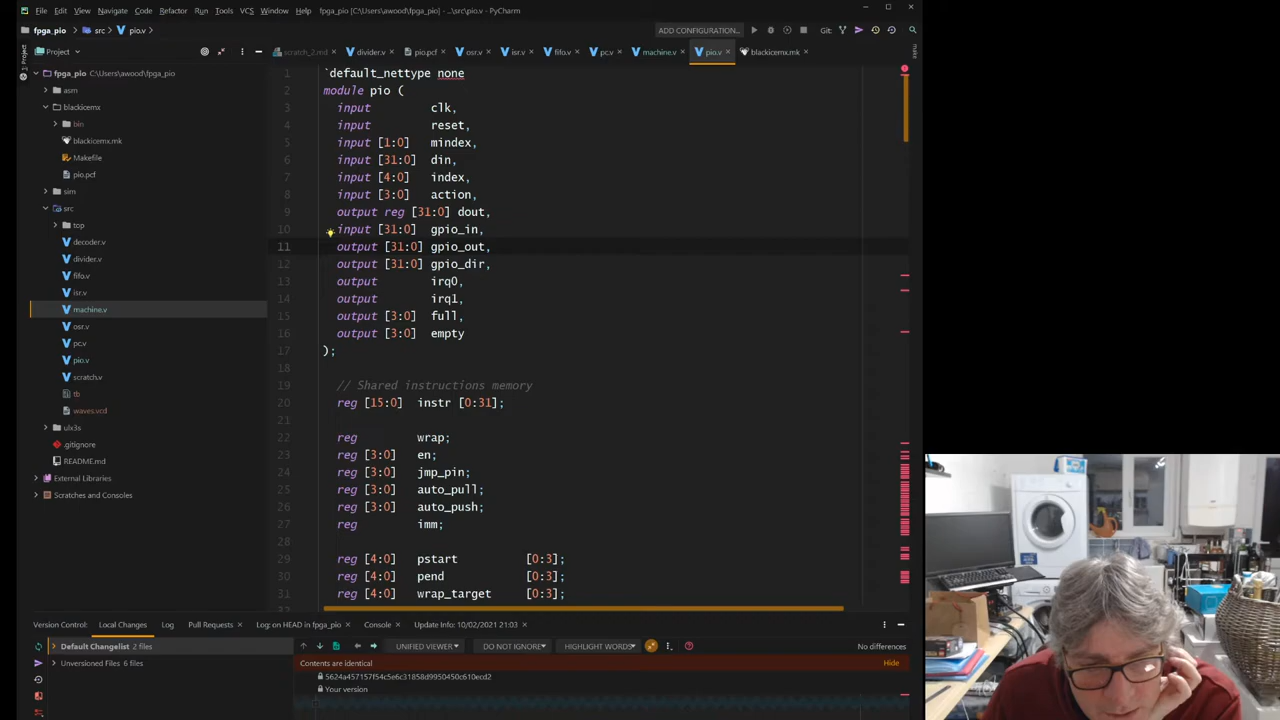 File Edit View Navigate Code Refactor Run Tools VCS Window Help fpga_pio [C:\Users\awood\fpga_pio] - ...\src\pio.v - PyCharm
fpga_pio src pio.v ADD CONFIGURATION... Git:
Project scratch_2.md divider.v pio.pcf osr.v isr.v fifo.v pc.v machine.v pio.v blackicemx.mk
1: Project
make
fpga_pio C:\Users\awood\fpga_pio
asm
blackicemx
bin
blackicemx.mk
Makefile
pio.pcf
sim
src
top
decoder.v
divider.v
fifo.v
isr.v
machine.v
osr.v
pc.v
pio.v
scratch.v
tb
waves.vcd
ulx3s
.gitignore
README.md
External Libraries
Scratches and Consoles
1 `default_nettype none
2 module pio (
3 input clk,
4 input reset,
5 input [1:0] mindex,
6 input [31:0] din,
7 input [4:0] index,
8 input [3:0] action,
9 output reg [31:0] dout,
10 input [31:0] gpio_in,
11 output [31:0] gpio_out,
12 output [31:0] gpio_dir,
13 output irq0,
14 output irq1,
15 output [3:0] full,
16 output [3:0] empty
17 );
18
19 // Shared instructions memory
20 reg [15:0] instr [0:31];
21
22 reg wrap;
23 reg [3:0] en;
24 reg [3:0] jmp_pin;
25 reg [3:0] auto_pull;
26 reg [3:0] auto_push;
27 reg imm;
28
29 reg [4:0] pstart [0:3];
30 reg [4:0] pend [0:3];
31 reg [4:0] wrap_target [0:3];
Version Control: Local Changes Log Pull Requests Log: on HEAD in fpga_pio Console Update Info: 10/02/2021 21:03
Default Changelist 2 files
Unversioned Files 6 files
UNIFIED VIEWER DO NOT IGNORE HIGHLIGHT WORDS No differences
Contents are identical Hide
5624a457157f54c5e6c31858d9950450c610ecd2
Your version